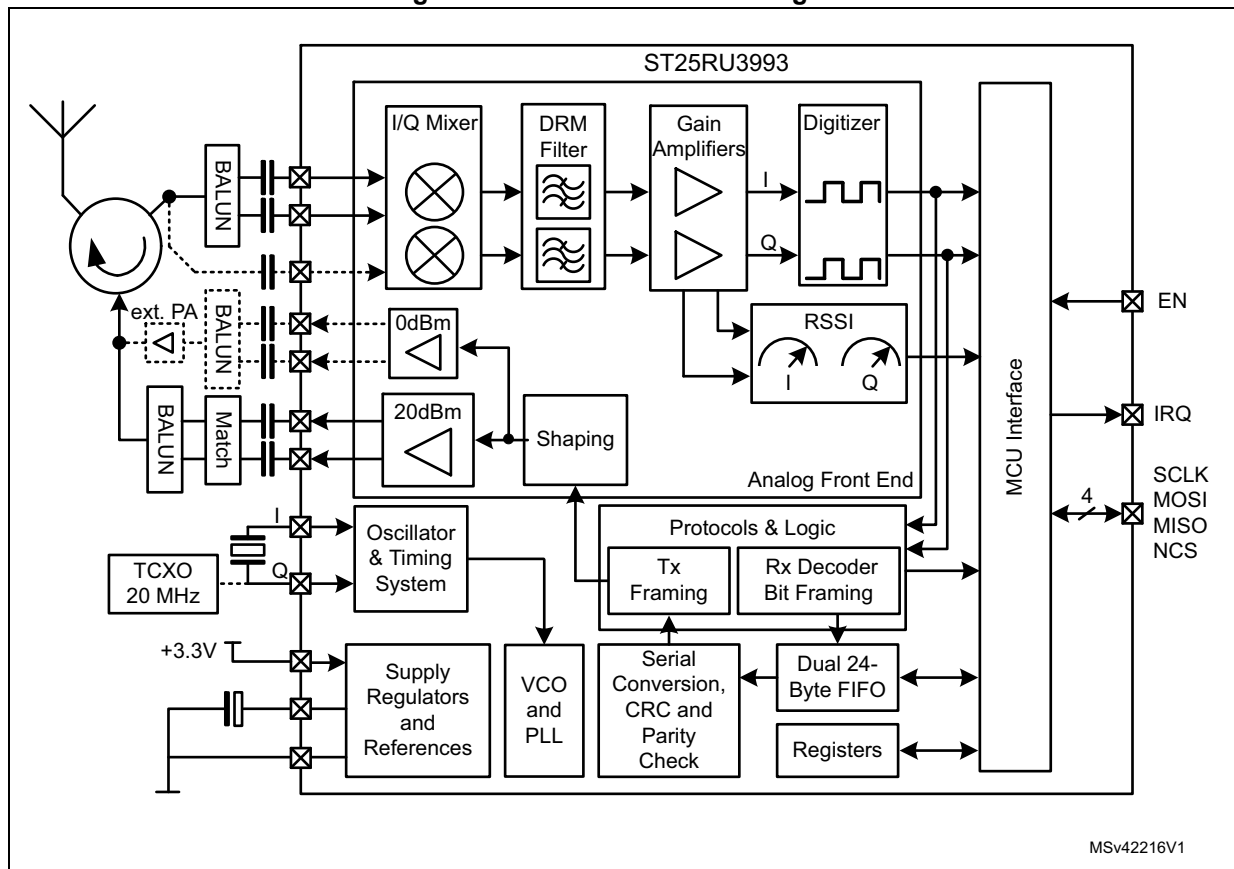 ST25RU3993
I/Q Mixer
DRM
Filter
Gain
Amplifiers
Digitizer
BALUN
I
Q
ext. PA
BALUN
0dBm
RSSI
I
Q
EN
BALUN
Match
20dBm
Shaping
Analog Front End
MCU Interface
IRQ
SCLK
MOSI
MISO
NCS
4
I
Q
TCXO
20 MHz
Oscillator
& Timing
System
Protocols & Logic
Tx
Framing
Rx Decoder
Bit Framing
+3.3V
Supply
Regulators
and
References
VCO
and
PLL
Serial
Conversion,
CRC and
Parity
Check
Dual 24-
Byte FIFO
Registers
MSv42216V1